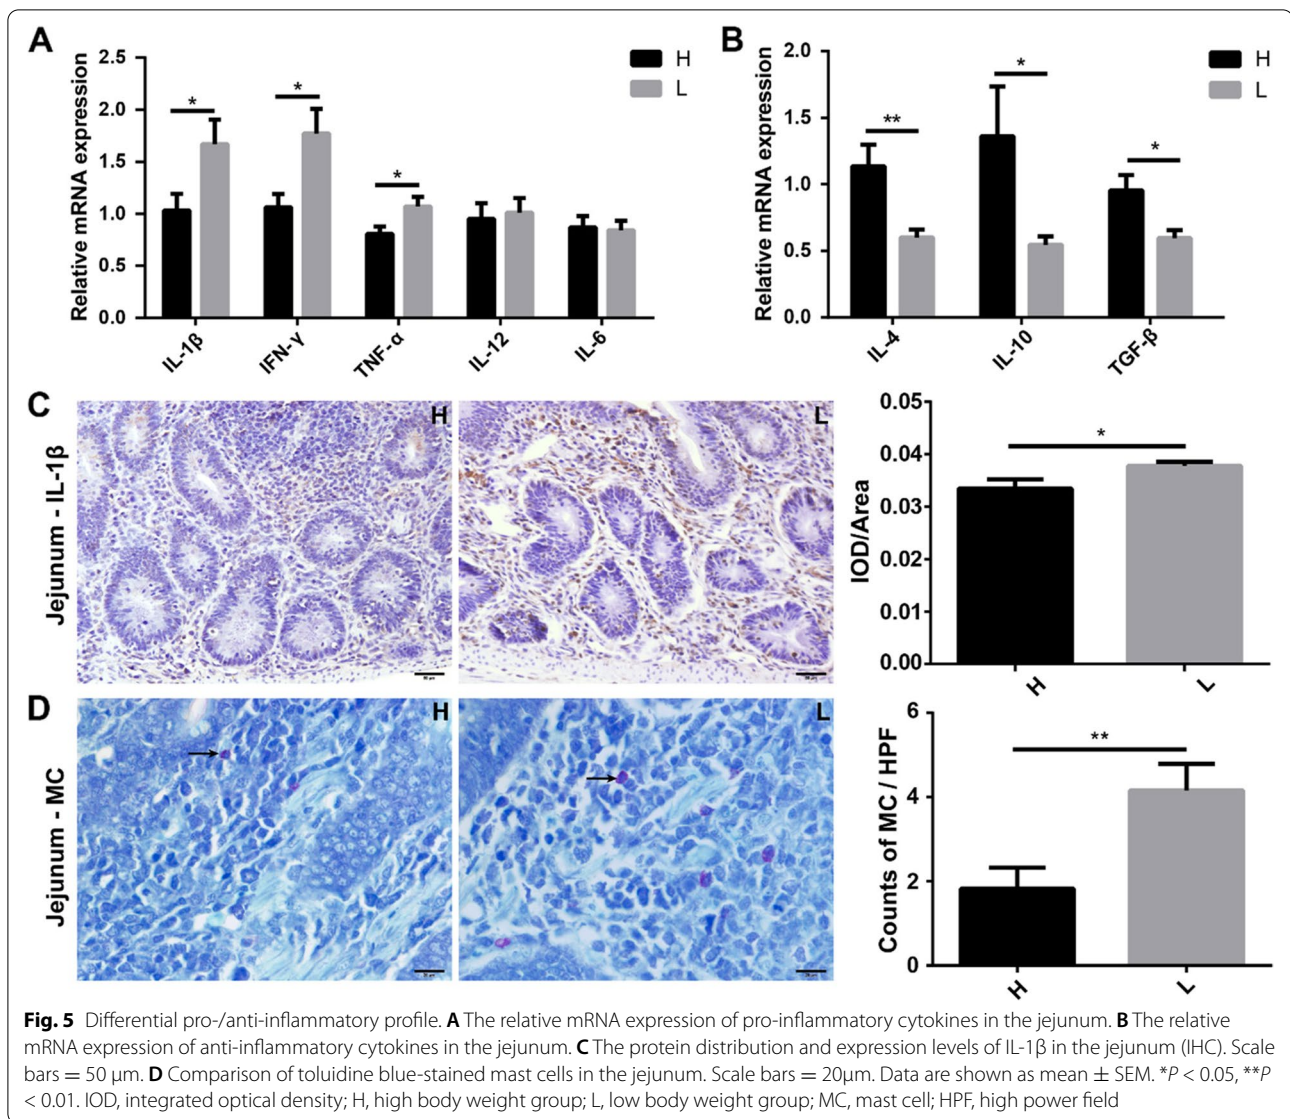 A
Relative mRNA expression
2.5
2.0
1.5
1.0
0.5
0.0
H
L
*
*
*
IL-1β
IFN-γ
TNF-α
IL-12
IL-6
B
Relative mRNA expression
2.0
1.5
1.0
0.5
0.0
H
L
**
*
*
IL-4
IL-10
TGF-β
C
Jejunum - IL-1β
H
50 µm
L
50 µm
IOD/Area
0.05
0.04
0.03
0.02
0.01
0.00
*
H
L
D
Jejunum - MC
H
20 µm
L
20 µm
Counts of MC / HPF
6
4
2
0
**
H
L
Fig. 5 Differential pro-/anti-inflammatory profile. A The relative mRNA expression of pro-inflammatory cytokines in the jejunum. B The relative
mRNA expression of anti-inflammatory cytokines in the jejunum. C The protein distribution and expression levels of IL-1β in the jejunum (IHC). Scale
bars = 50 μm. D Comparison of toluidine blue-stained mast cells in the jejunum. Scale bars = 20μm. Data are shown as mean ± SEM. *P < 0.05, **P
< 0.01. IOD, integrated optical density; H, high body weight group; L, low body weight group; MC, mast cell; HPF, high power field